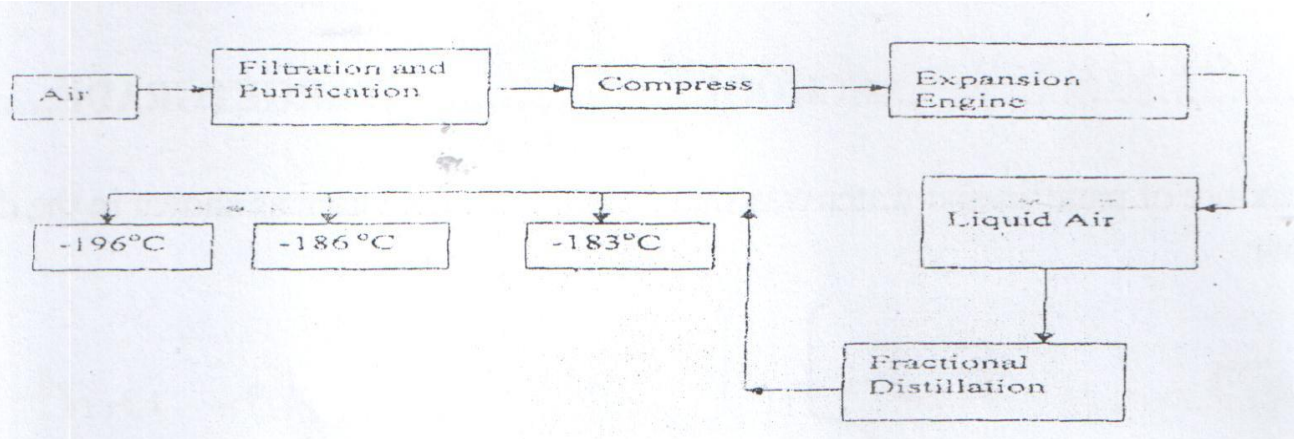 Air
Filtration and
Purification
Compress
Expansion
Engine
Liquid Air
-196°C
-186 °C
-183°C
Fractional
Distillation